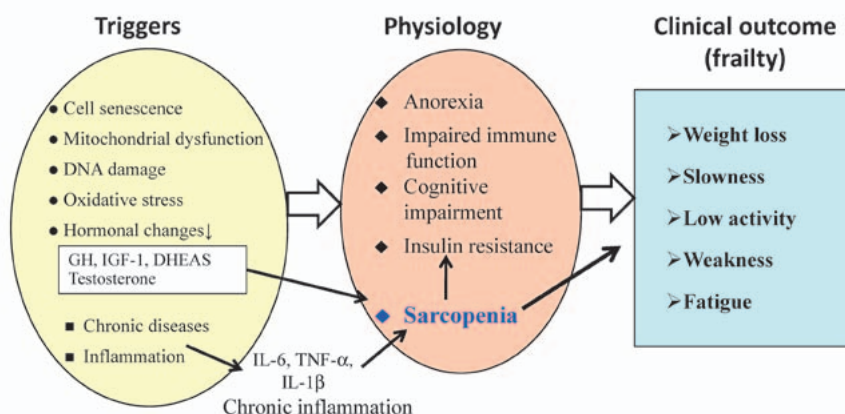 Triggers
● Cell senescence
● Mitochondrial dysfunction
● DNA damage
● Oxidative stress
● Hormonal changes↓
GH, IGF-1, DHEAS
Testosterone
■ Chronic diseases
■ Inflammation
IL-6, TNF-α,
IL-1β
Chronic inflammation
Physiology
◆ Anorexia
◆ Impaired immune
function
◆ Cognitive
impairment
◆ Insulin resistance
◆ Sarcopenia
Clinical outcome
(frailty)
➢Weight loss
➢Slowness
➢Low activity
➢Weakness
➢Fatigue